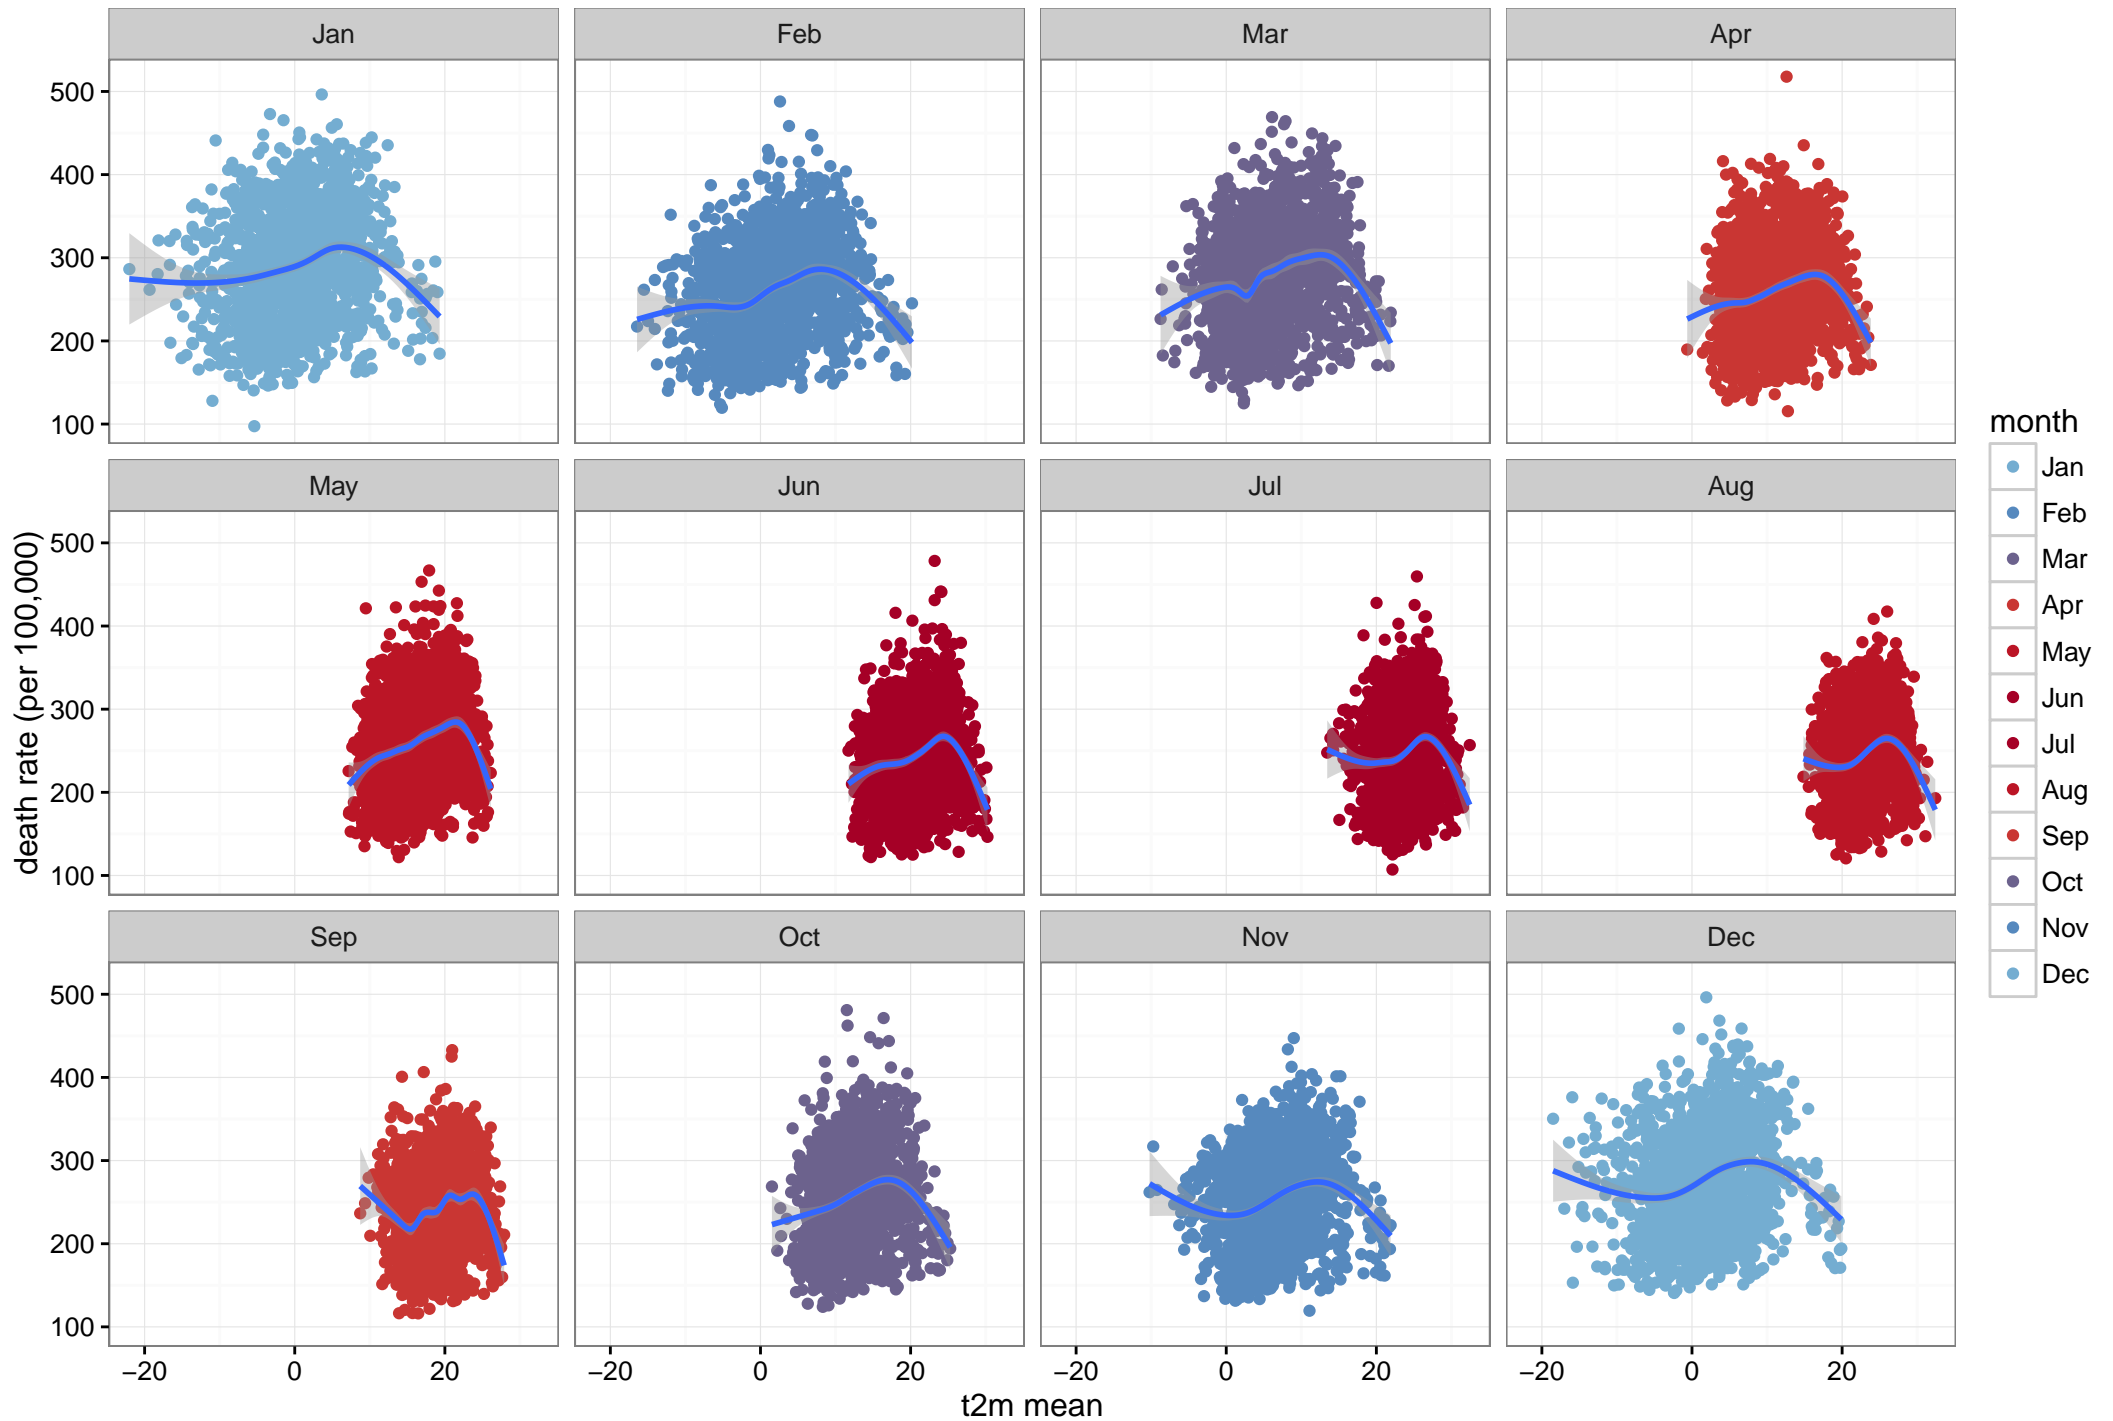 Jan Feb Mar Apr
500
400
300
200
100
May Jun Jul Aug
500
400
300
200
100
Sep Oct Nov Dec
500
400
300
200
100
−20 0 20 −20 0 20 −20 0 20 −20 0 20
t2m mean
death rate (per 100,000)
month
Jan
Feb
Mar
Apr
May
Jun
Jul
Aug
Sep
Oct
Nov
Dec